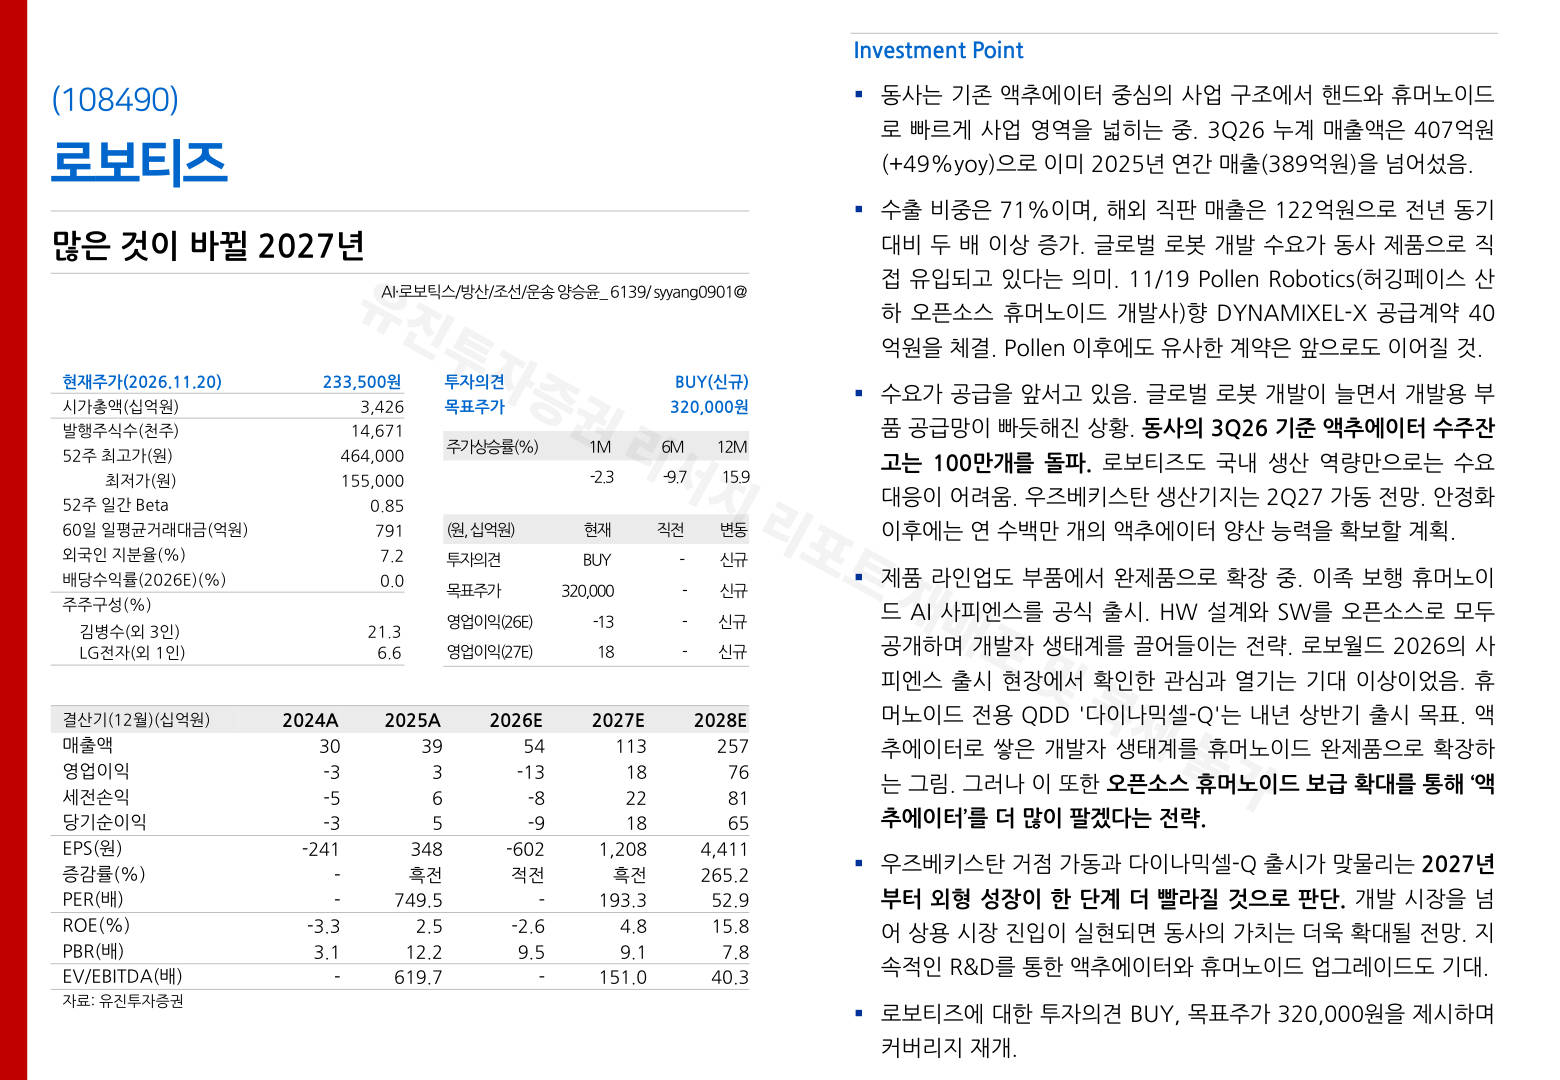 (108490)
로보티즈
많은 것이 바뀔 2027년
AI·로보틱스/방산/조선/운송 양승윤_ 6139/ syyang0901@
현재주가(2026.11.20) 233,500원
시가총액(십억원) 3,426
발행주식수(천주) 14,671
52주 최고가(원) 464,000
최저가(원) 155,000
52주 일간 Beta 0.85
60일 일평균거래대금(억원) 791
외국인 지분율(%) 7.2
배당수익률(2026E)(%) 0.0
주주구성(%)
김병수(외 3인) 21.3
LG전자(외 1인) 6.6
투자의견 BUY(신규)
목표주가 320,000원
주가상승률(%) 1M 6M 12M
-2.3 -9.7 15.9
(원, 십억원) 현재 직전 변동
투자의견 BUY - 신규
목표주가 320,000 - 신규
영업이익(26E) -13 - 신규
영업이익(27E) 18 - 신규
결산기(12월)(십억원) 2024A 2025A 2026E 2027E 2028E
매출액 30 39 54 113 257
영업이익 -3 3 -13 18 76
세전손익 -5 6 -8 22 81
당기순이익 -3 5 -9 18 65
EPS(원) -241 348 -602 1,208 4,411
증감률(%) - 흑전 적전 흑전 265.2
PER(배) - 749.5 - 193.3 52.9
ROE(%) -3.3 2.5 -2.6 4.8 15.8
PBR(배) 3.1 12.2 9.5 9.1 7.8
EV/EBITDA(배) - 619.7 - 151.0 40.3
자료: 유진투자증권
Investment Point
▪ 동사는 기존 액추에이터 중심의 사업 구조에서 핸드와 휴머노이드
로 빠르게 사업 영역을 넓히는 중. 3Q26 누계 매출액은 407억원
(+49%yoy)으로 이미 2025년 연간 매출(389억원)을 넘어섰음.
▪ 수출 비중은 71%이며, 해외 직판 매출은 122억원으로 전년 동기
대비 두 배 이상 증가. 글로벌 로봇 개발 수요가 동사 제품으로 직
접 유입되고 있다는 의미. 11/19 Pollen Robotics(허깅페이스 산
하 오픈소스 휴머노이드 개발사)향 DYNAMIXEL-X 공급계약 40
억원을 체결. Pollen 이후에도 유사한 계약은 앞으로도 이어질 것.
▪ 수요가 공급을 앞서고 있음. 글로벌 로봇 개발이 늘면서 개발용 부
품 공급망이 빠듯해진 상황. 동사의 3Q26 기준 액추에이터 수주잔
고는 100만개를 돌파. 로보티즈도 국내 생산 역량만으로는 수요
대응이 어려움. 우즈베키스탄 생산기지는 2Q27 가동 전망. 안정화
이후에는 연 수백만 개의 액추에이터 양산 능력을 확보할 계획.
▪ 제품 라인업도 부품에서 완제품으로 확장 중. 이족 보행 휴머노이
드 AI 사피엔스를 공식 출시. HW 설계와 SW를 오픈소스로 모두
공개하며 개발자 생태계를 끌어들이는 전략. 로보월드 2026의 사
피엔스 출시 현장에서 확인한 관심과 열기는 기대 이상이었음. 휴
머노이드 전용 QDD '다이나믹셀-Q'는 내년 상반기 출시 목표. 액
추에이터로 쌓은 개발자 생태계를 휴머노이드 완제품으로 확장하
는 그림. 그러나 이 또한 오픈소스 휴머노이드 보급 확대를 통해 ‘액
추에이터’를 더 많이 팔겠다는 전략.
▪ 우즈베키스탄 거점 가동과 다이나믹셀-Q 출시가 맞물리는 2027년
부터 외형 성장이 한 단계 더 빨라질 것으로 판단. 개발 시장을 넘
어 상용 시장 진입이 실현되면 동사의 가치는 더욱 확대될 전망. 지
속적인 R&D를 통한 액추에이터와 휴머노이드 업그레이드도 기대.
▪ 로보티즈에 대한 투자의견 BUY, 목표주가 320,000원을 제시하며
커버리지 재개.
유진투자증권 리서치 리포트